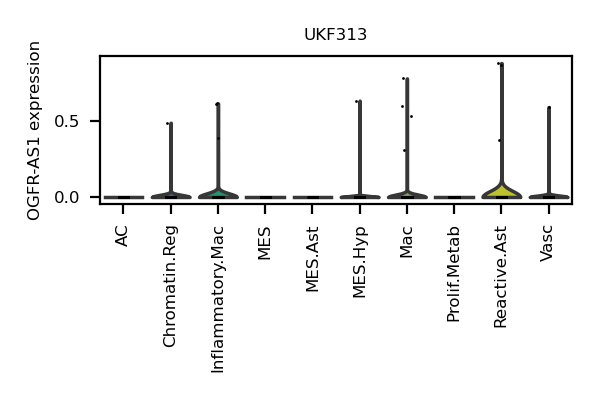 UKF313
OGFR-AS1 expression
0.5
0.0
AC
Chromatin.Reg
Inflammatory.Mac
MES
MES.Ast
MES.Hyp
Mac
Prolif.Metab
Reactive.Ast
Vasc